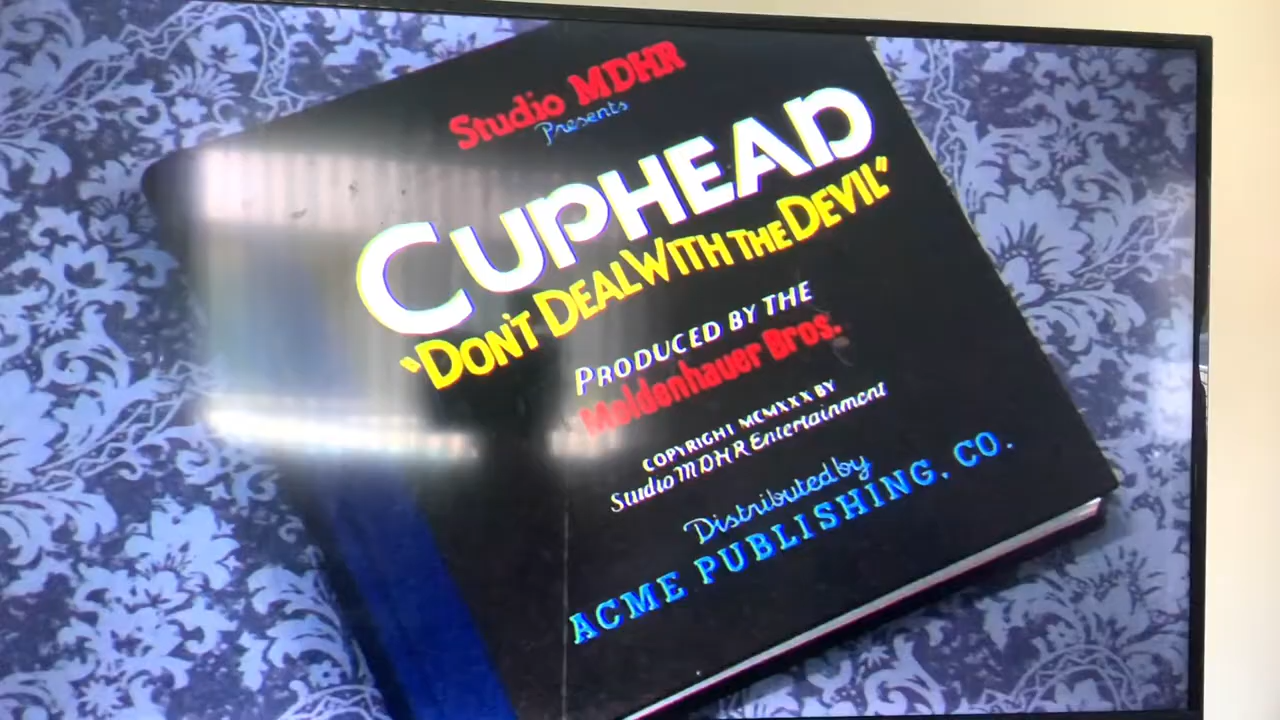 Studio MDHR
Presents
CUPHEAD
"DON'T DEAL WITH THE DEVIL"
PRODUCED BY THE
Moldenhauer Bros.
COPYRIGHT MCMXXX BY
Studio MDHR Entertainment
Distributed by
ACME PUBLISHING, CO.